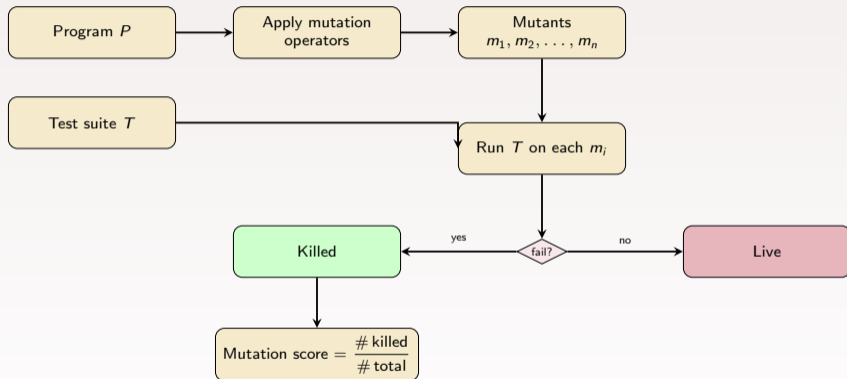 Program P
Apply mutation
operators
Mutants
m₁, m₂, . . . , mₙ
Test suite T
Run T on each mᵢ
Killed
yes
fail?
no
Live
Mutation score = # killed / # total